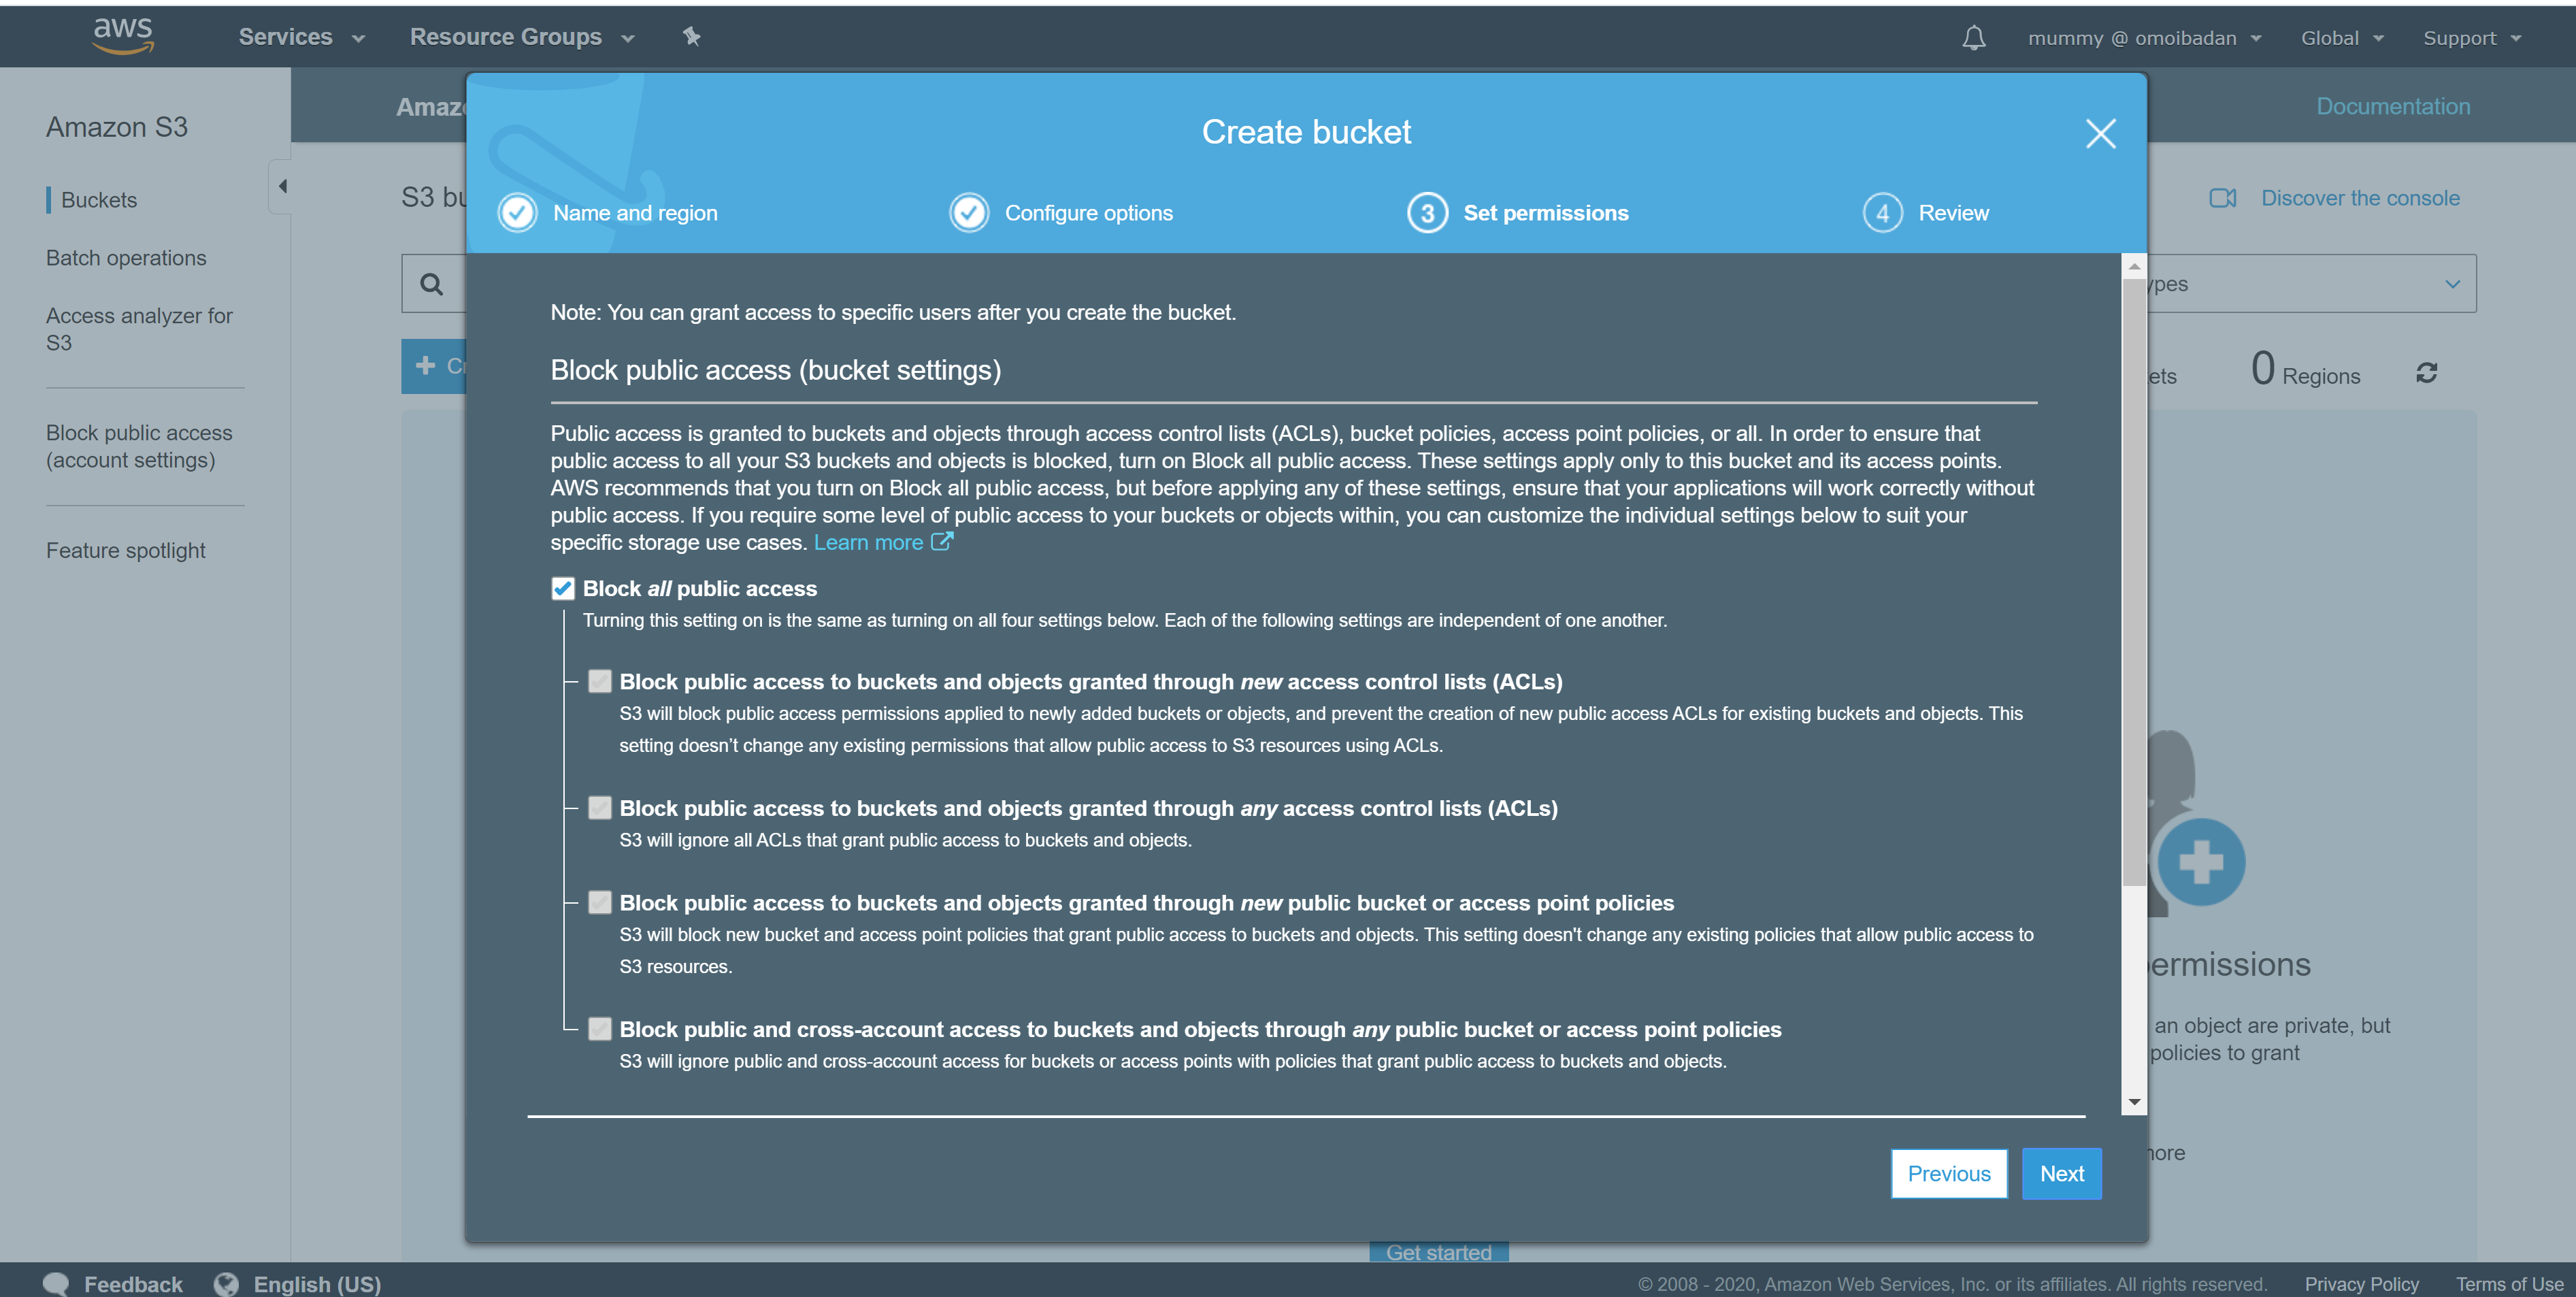 aws
Services
Resource Groups
mummy @ omoibadan
Global
Support
Amazon S3
Buckets
Batch operations
Access analyzer for
S3
Block public access
(account settings)
Feature spotlight
Documentation
Discover the console
0 Regions
Create bucket
Name and region
Configure options
3 Set permissions
4 Review
Note: You can grant access to specific users after you create the bucket.
Block public access (bucket settings)
Public access is granted to buckets and objects through access control lists (ACLs), bucket policies, access point policies, or all. In order to ensure that
public access to all your S3 buckets and objects is blocked, turn on Block all public access. These settings apply only to this bucket and its access points.
AWS recommends that you turn on Block all public access, but before applying any of these settings, ensure that your applications will work correctly without
public access. If you require some level of public access to your buckets or objects within, you can customize the individual settings below to suit your
specific storage use cases. Learn more
Block all public access
Turning this setting on is the same as turning on all four settings below. Each of the following settings are independent of one another.
Block public access to buckets and objects granted through new access control lists (ACLs)
S3 will block public access permissions applied to newly added buckets or objects, and prevent the creation of new public access ACLs for existing buckets and objects. This
setting doesn't change any existing permissions that allow public access to S3 resources using ACLs.
Block public access to buckets and objects granted through any access control lists (ACLs)
S3 will ignore all ACLs that grant public access to buckets and objects.
Block public access to buckets and objects granted through new public bucket or access point policies
S3 will block new bucket and access point policies that grant public access to buckets and objects. This setting doesn't change any existing policies that allow public access to
S3 resources.
Block public and cross-account access to buckets and objects through any public bucket or access point policies
S3 will ignore public and cross-account access for buckets or access points with policies that grant public access to buckets and objects.
an object are private, but
policies to grant
Previous
Next
Get started
Feedback
English (US)
© 2008 - 2020, Amazon Web Services, Inc. or its affiliates. All rights reserved.
Privacy Policy
Terms of Use